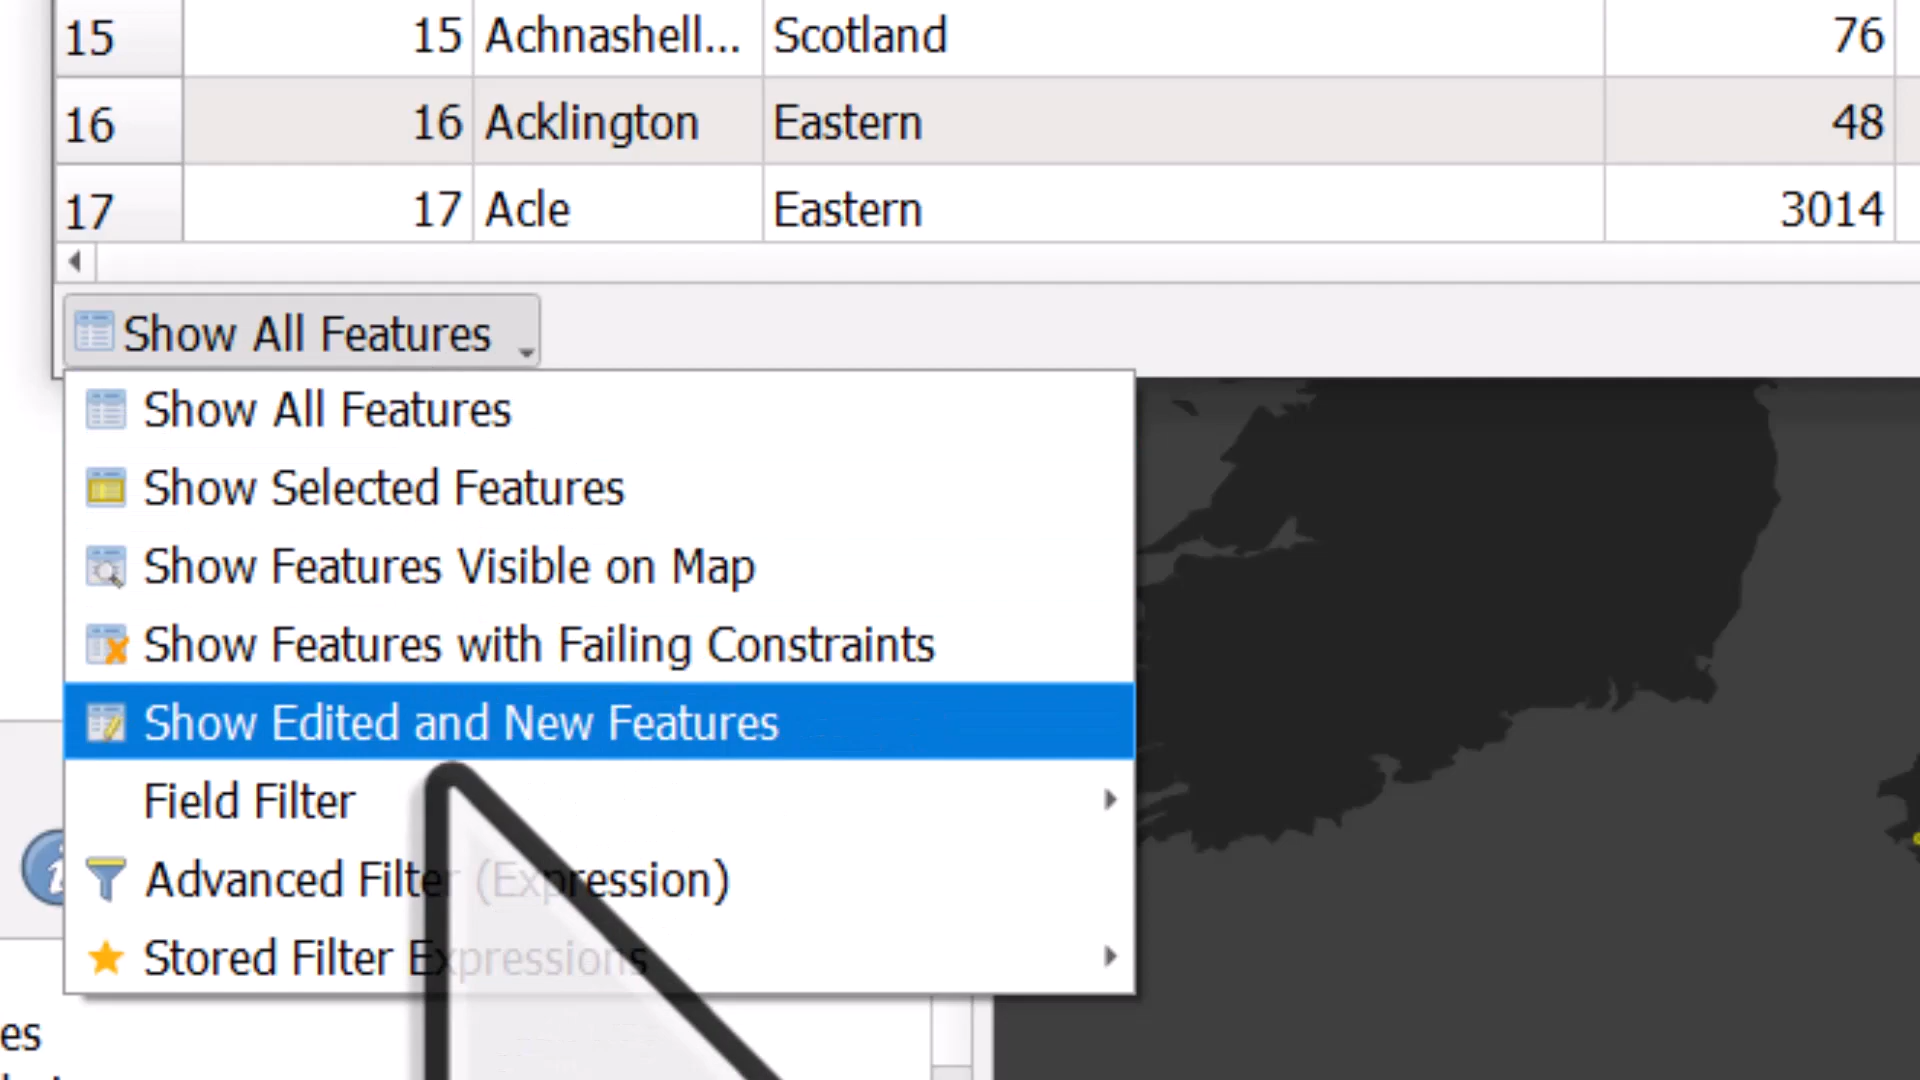 15 15 Achnashell... Scotland 76
16 16 Acklington Eastern 48
17 17 Acle Eastern 3014
Show All Features
Show All Features
Show Selected Features
Show Features Visible on Map
Show Features with Failing Constraints
Show Edited and New Features
Field Filter
Advanced Filter (Expression)
Stored Filter Expressions
es